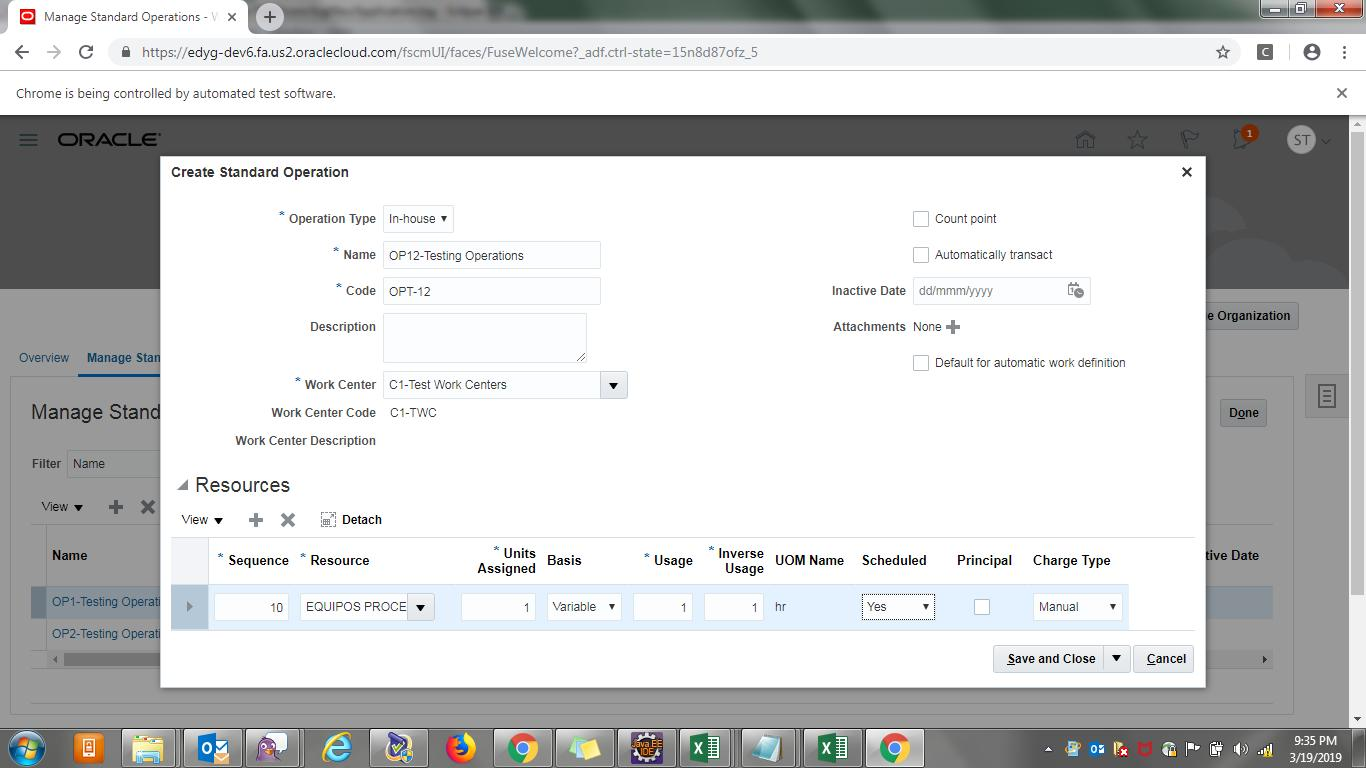 Manage Standard Operations - W
https://edyg-dev6.fa.us2.oraclecloud.com/fscmUI/faces/FuseWelcome?_adf.ctrl-state=15n8d87ofz_5
C
Chrome is being controlled by automated test software.
ORACLE
1
ST
Create Standard Operation
* Operation Type In-house
Count point
* Name OP12-Testing Operations
Automatically transact
* Code OPT-12
Inactive Date dd/mmm/yyyy
Description
Attachments None
e Organization
Default for automatic work definition
Overview
Manage Stan
* Work Center C1-Test Work Centers
Work Center Code C1-TWC
Manage Stand
Done
Work Center Description
Filter Name
Resources
View
View
Detach
Name
* Sequence * Resource * Units Assigned Basis * Usage * Inverse Usage UOM Name Scheduled Principal Charge Type
tive Date
OP1-Testing Operati
10 EQUIPOS PROCE 1 Variable 1 1 hr Yes Manual
OP2-Testing Operati
Save and Close
Cancel
Java EE
IDE
9:35 PM
3/19/2019